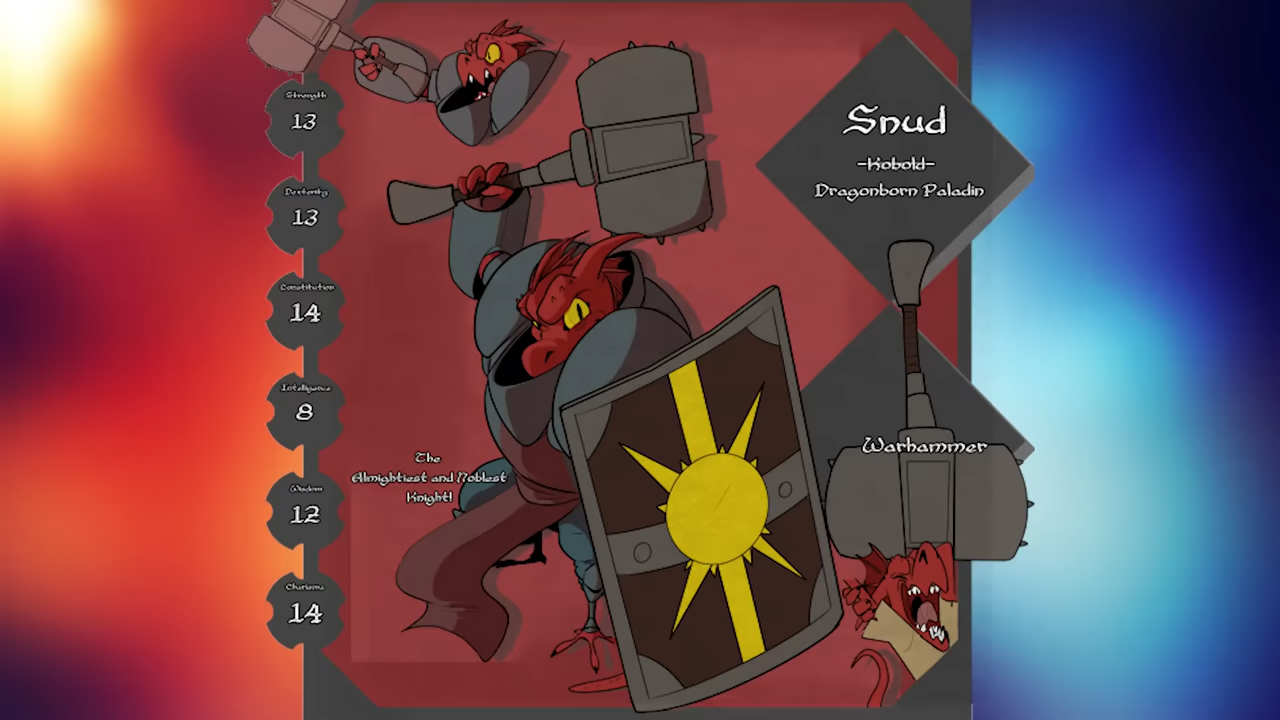 Strength
13
Dexterity
13
Constitution
14
Intelligence
8
Wisdom
12
Charisma
14
The
Almightiest and Noblest
Knight!
Snud
-Kobold-
Dragonborn Paladin
Warhammer